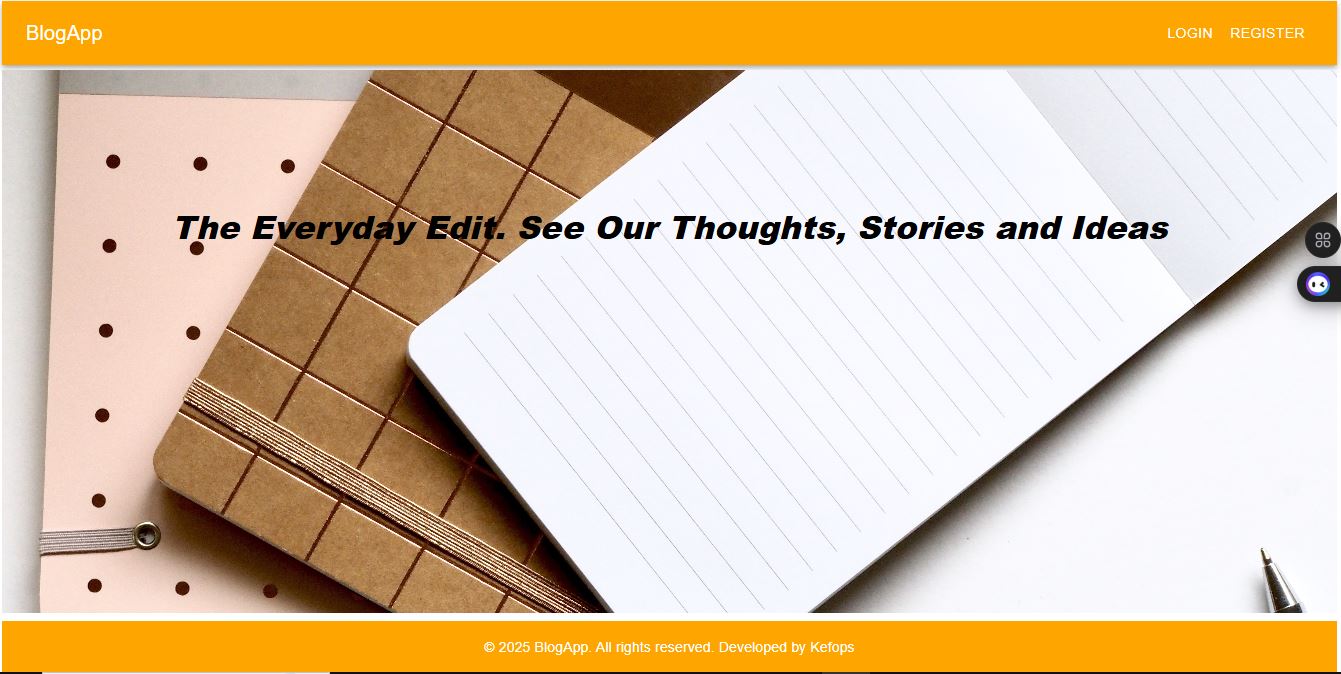 BlogApp
LOGIN REGISTER
The Everyday Edit. See Our Thoughts, Stories and Ideas
© 2025 BlogApp. All rights reserved. Developed by Kefops